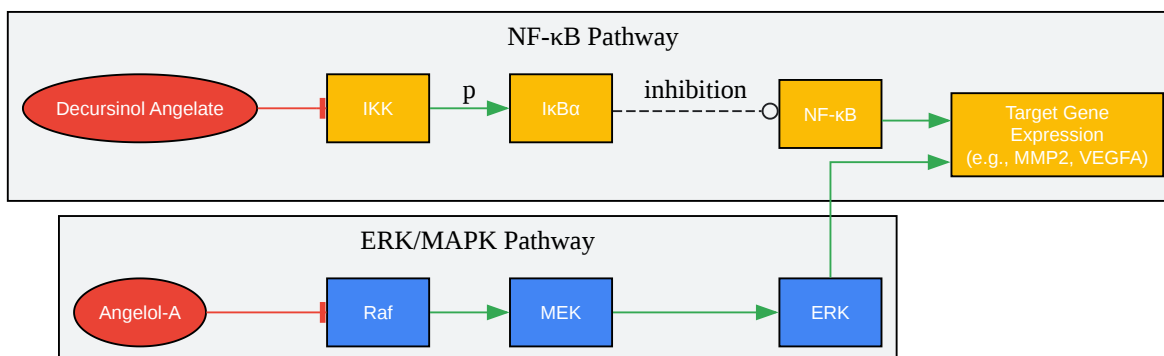 NF-κB Pathway
Decursinol Angelate
IKK
p
IκBα
inhibition
NF-κB
Target Gene
Expression
(e.g., MMP2, VEGFA)
ERK/MAPK Pathway
Angelol-A
Raf
MEK
ERK